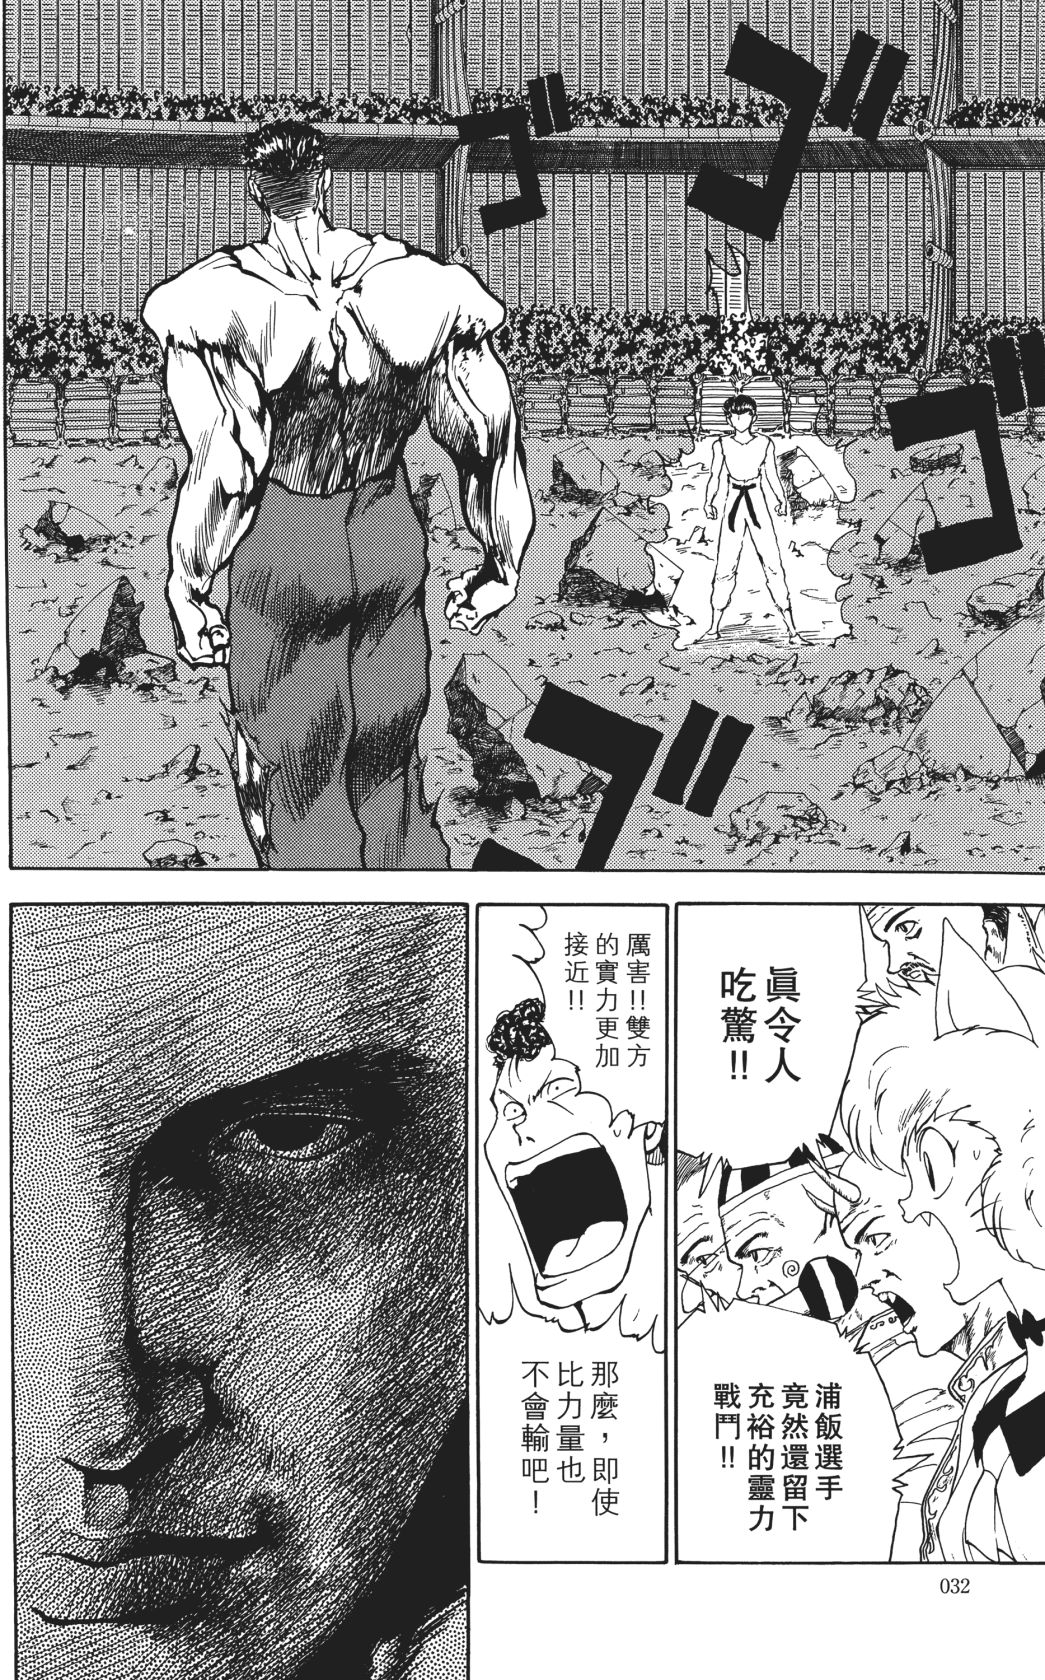 ゴ
ゴ
ゴ
ゴ
眞令人
吃驚!!
浦飯選手
竟然還留下
充裕的靈力
戰鬥!!
厲害!!雙方
的實力更加
接近!!
那麼，即使
比力量也
不會輸吧！
032